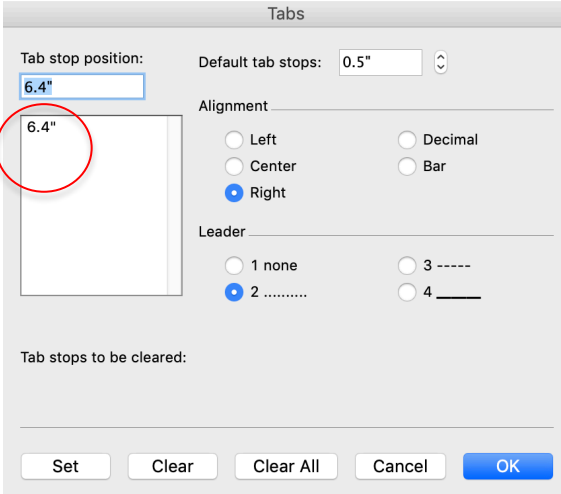 Tabs
Tab stop position:
6.4"
6.4"
Default tab stops:
0.5"
Alignment
Left
Decimal
Center
Bar
Right
Leader
1 none
3 -----
2 ..........
4 _____
Tab stops to be cleared:
Set
Clear
Clear All
Cancel
OK